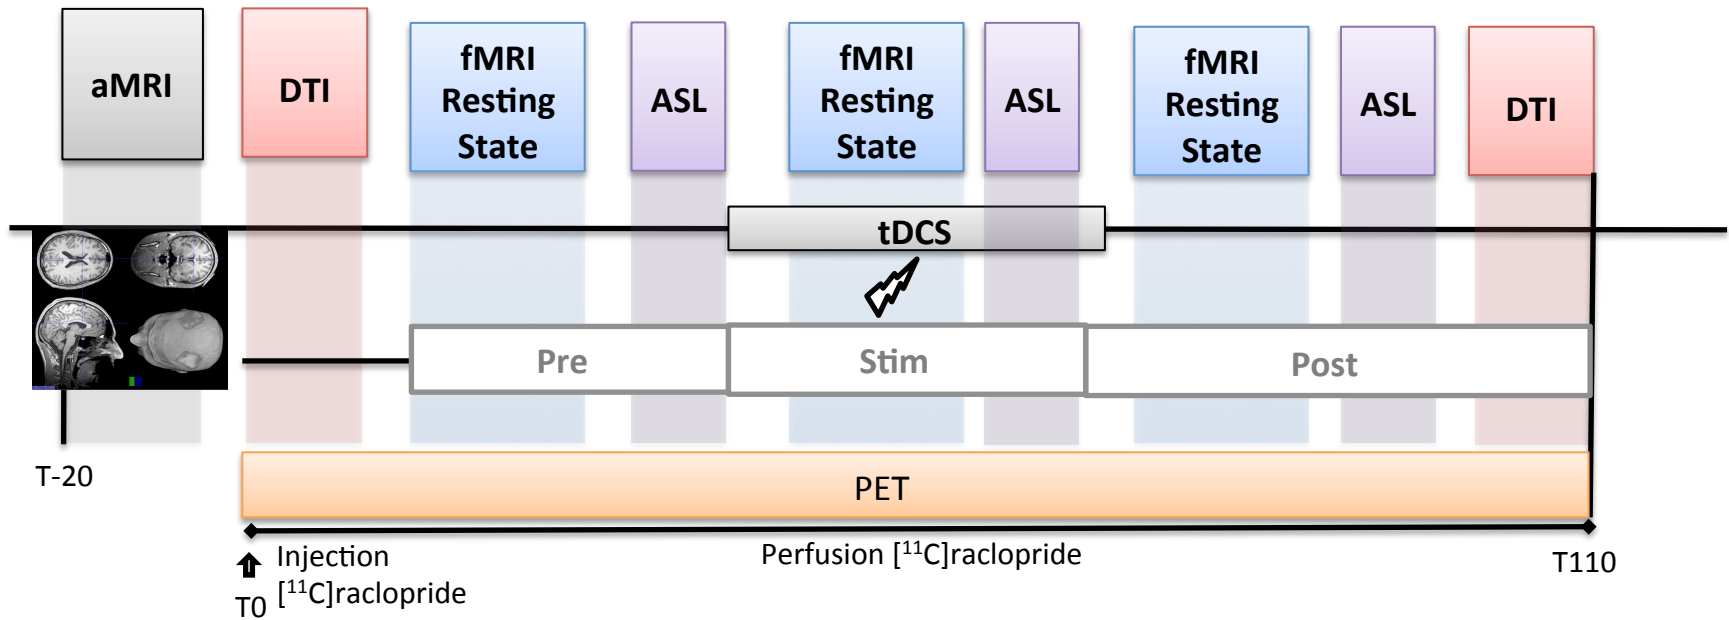 aMRI
DTI
fMRI
Resting
State
ASL
fMRI
Resting
State
ASL
fMRI
Resting
State
ASL
DTI
tDCS
Pre
Stim
Post
T-20
PET
Injection
[¹¹C]raclopride
T0
Perfusion [¹¹C]raclopride
T110